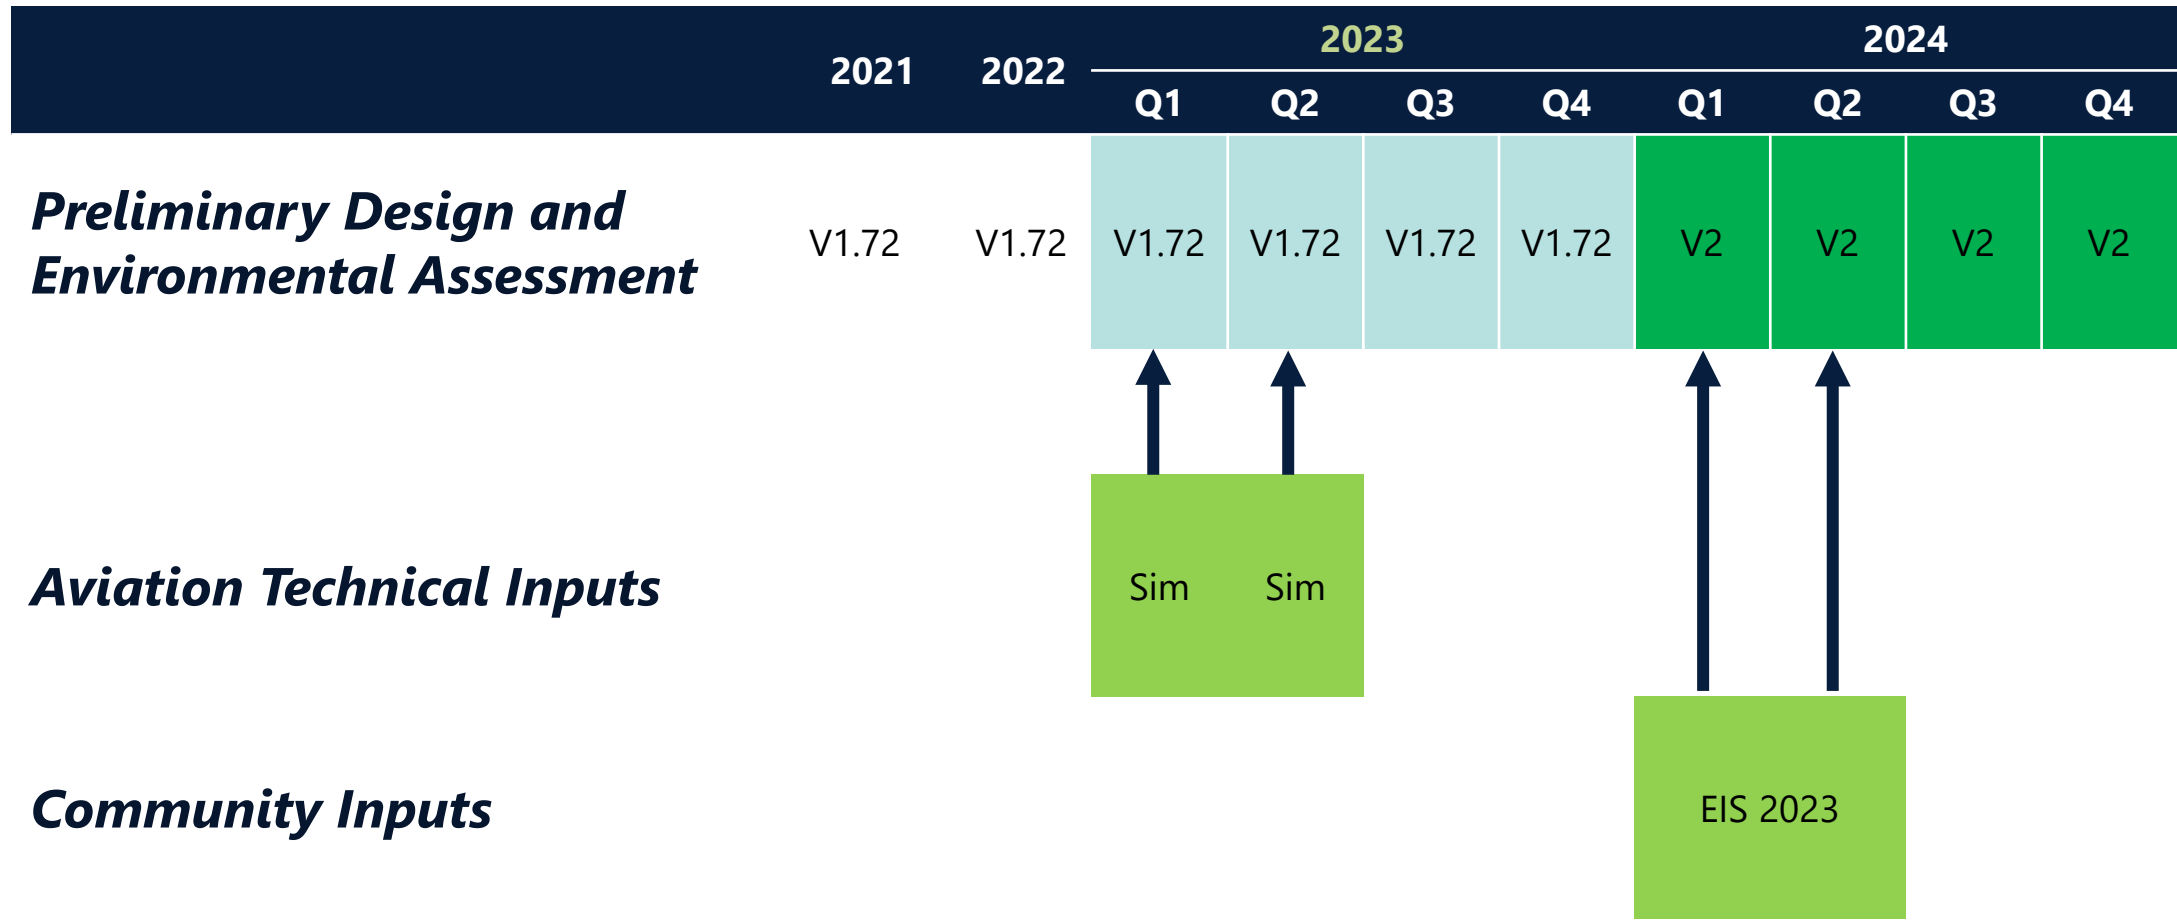 2021 2022 2023 2024
Q1 Q2 Q3 Q4 Q1 Q2 Q3 Q4
Preliminary Design and
Environmental Assessment
V1.72 V1.72 V1.72 V1.72 V1.72 V1.72 V2 V2 V2 V2
Aviation Technical Inputs
Sim Sim
Community Inputs
EIS 2023